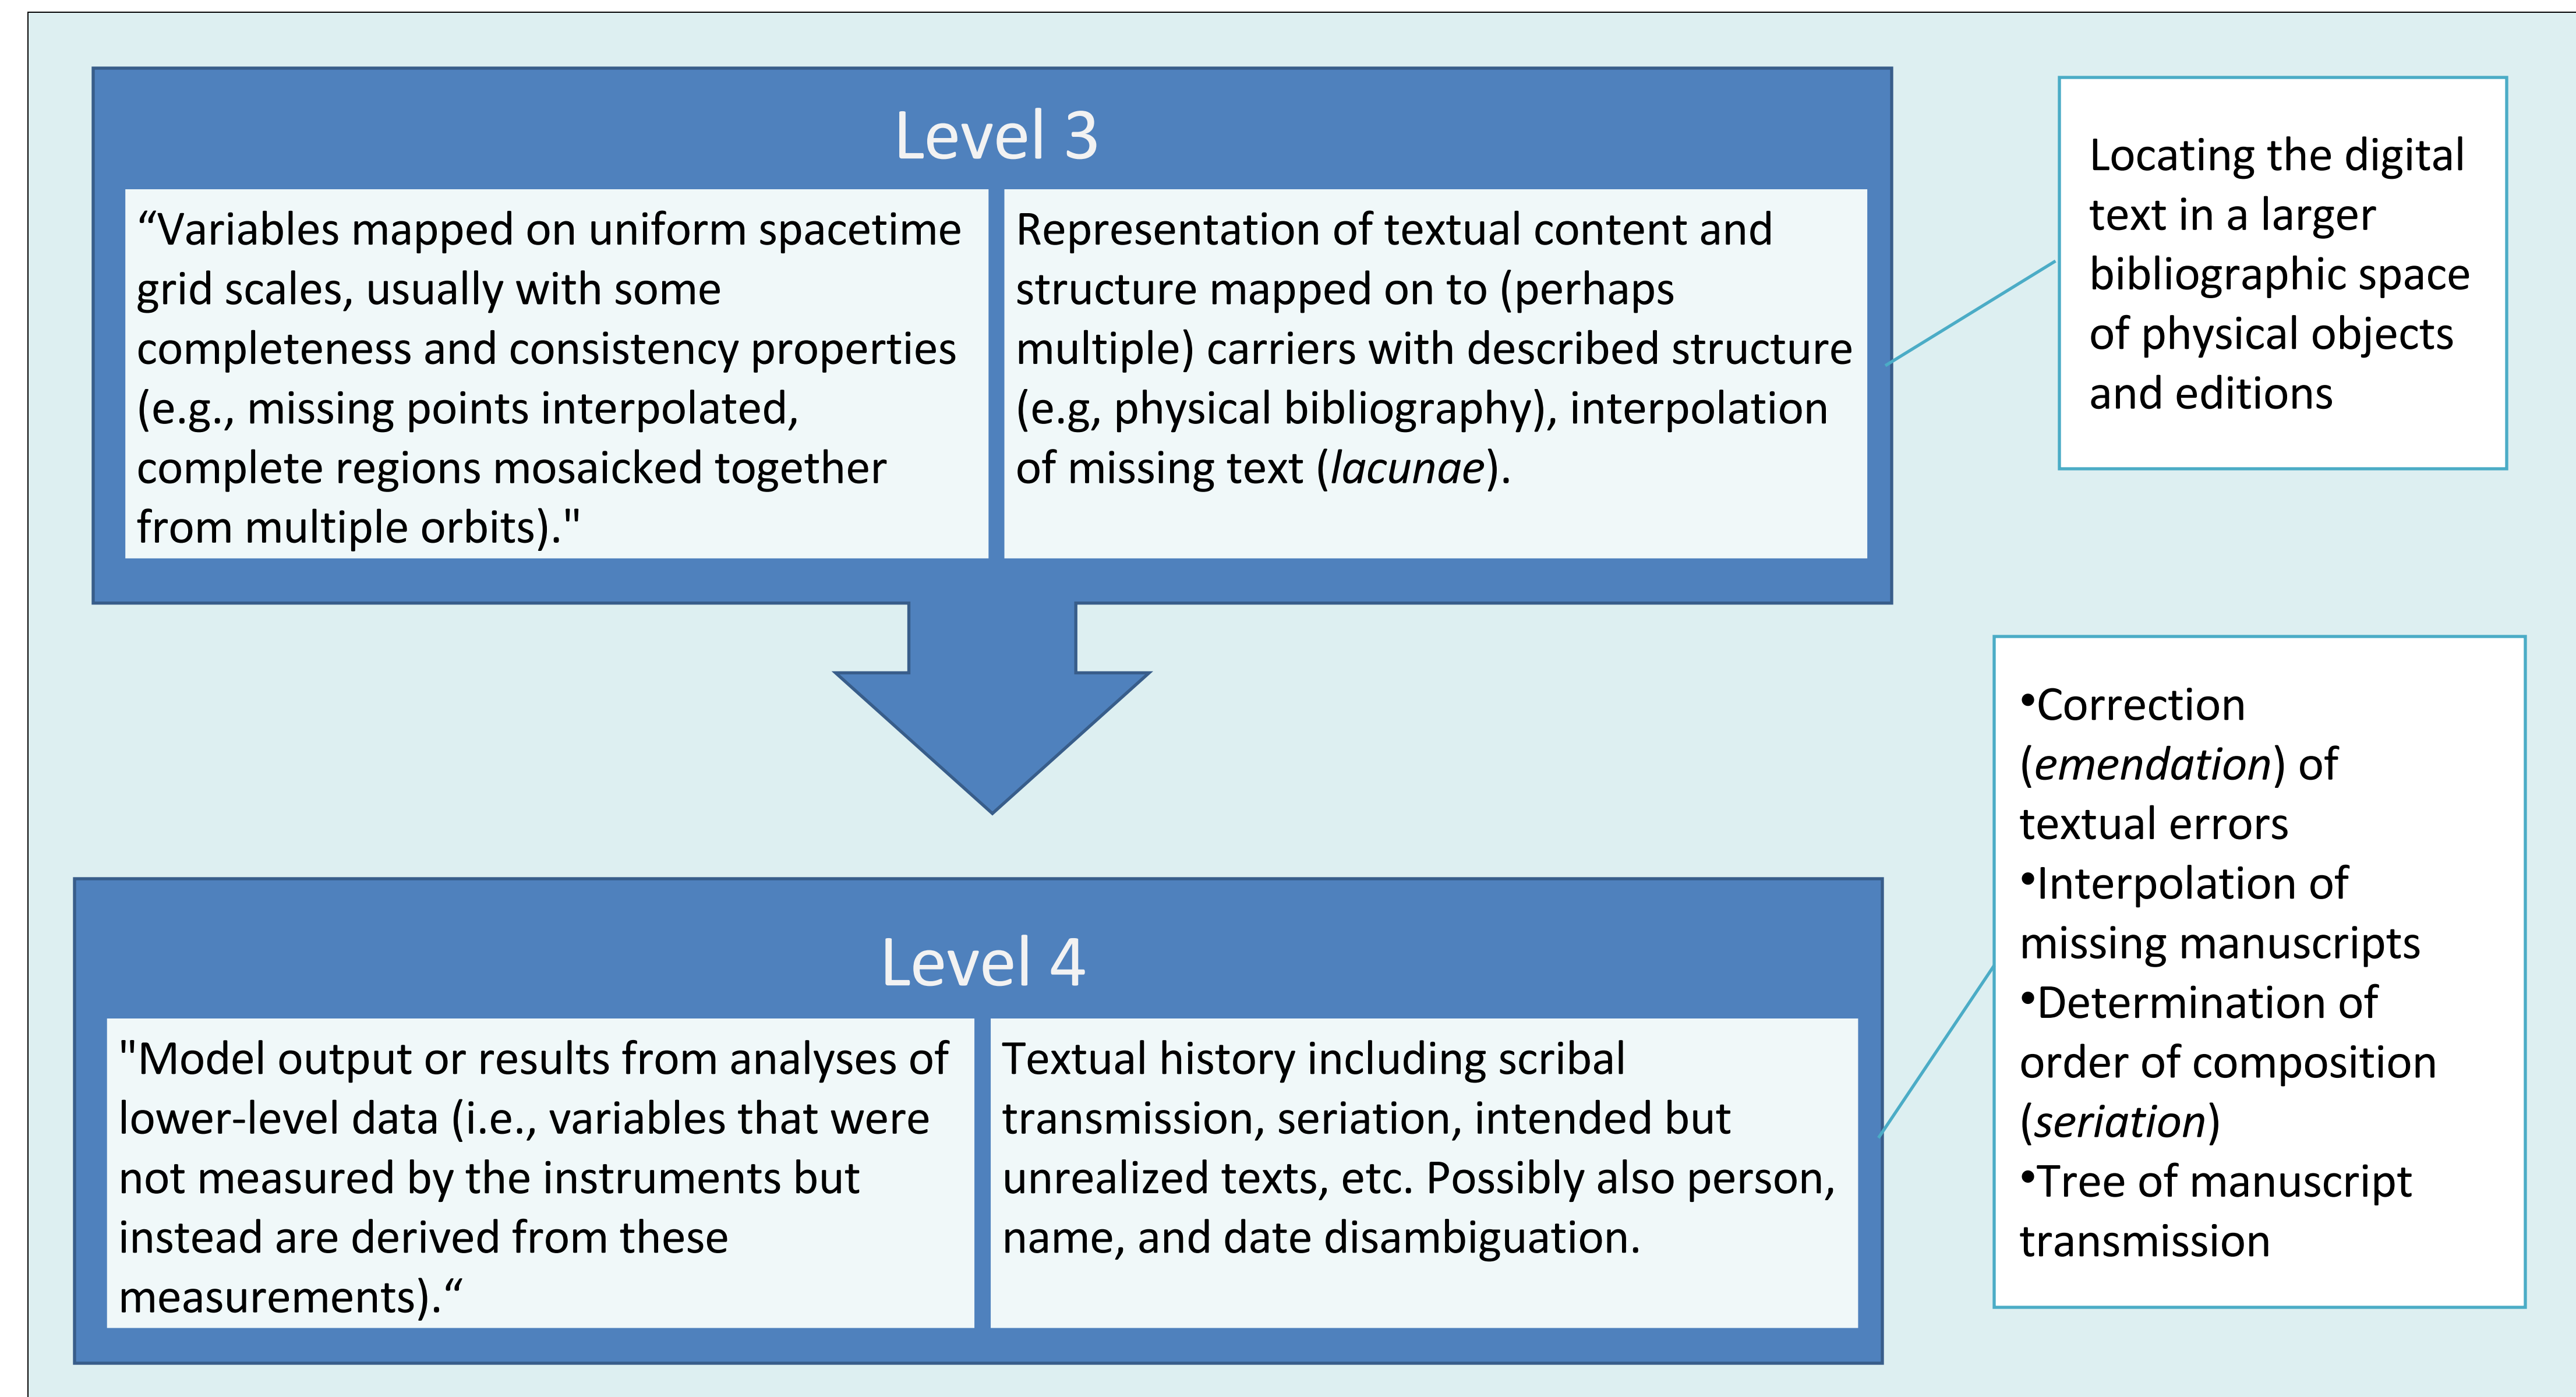 Level 3
“Variables mapped on uniform spacetime
grid scales, usually with some
completeness and consistency properties
(e.g., missing points interpolated,
complete regions mosaicked together
from multiple orbits)."
Representation of textual content and
structure mapped on to (perhaps
multiple) carriers with described structure
(e.g, physical bibliography), interpolation
of missing text (lacunae).
Locating the digital
text in a larger
bibliographic space
of physical objects
and editions
Level 4
"Model output or results from analyses of
lower-level data (i.e., variables that were
not measured by the instruments but
instead are derived from these
measurements).“
Textual history including scribal
transmission, seriation, intended but
unrealized texts, etc. Possibly also person,
name, and date disambiguation.
•Correction
(emendation) of
textual errors
•Interpolation of
missing manuscripts
•Determination of
order of composition
(seriation)
•Tree of manuscript
transmission